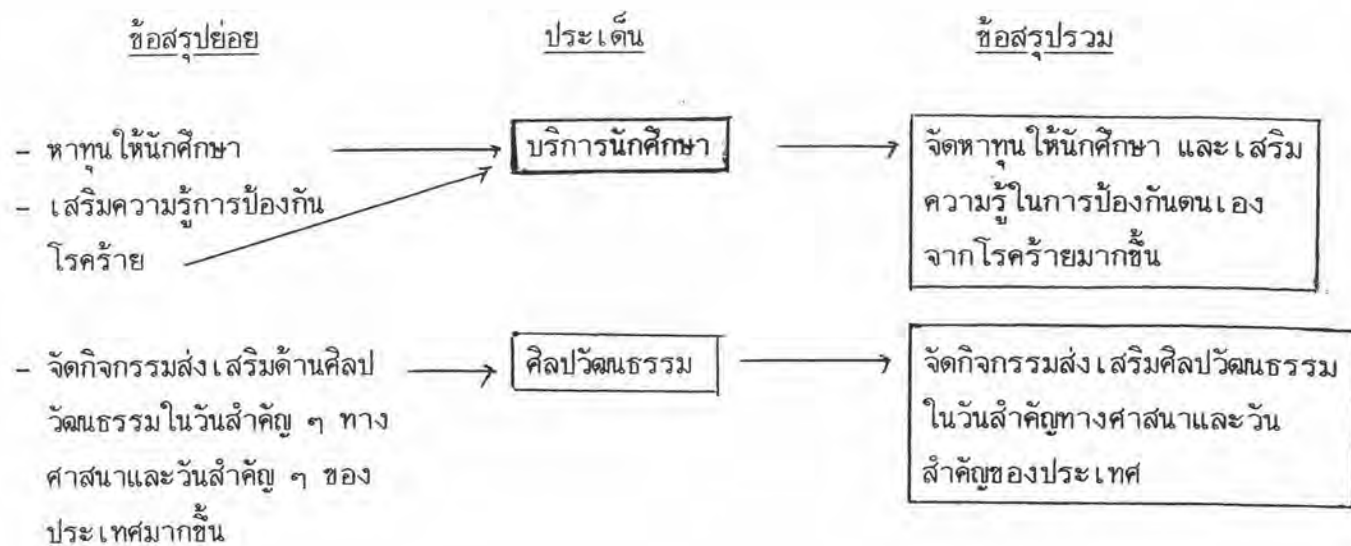 ข้อสรุปย่อย
ประเด็น
ข้อสรุปรวม
- หาทุนให้นักศึกษา
- เสริมความรู้การป้องกัน
โรคร้าย
บริการนักศึกษา
จัดหาทุนให้นักศึกษา และเสริม
ความรู้ในการป้องกันตนเอง
จากโรคร้ายมากขึ้น
- จัดกิจกรรมส่งเสริมด้านศิลป
วัฒนธรรมในวันสำคัญ ๆ ทาง
ศาสนาและวันสำคัญ ๆ ของ
ประเทศมากขึ้น
ศิลปวัฒนธรรม
จัดกิจกรรมส่งเสริมศิลปวัฒนธรรม
ในวันสำคัญทางศาสนาและวัน
สำคัญของประเทศ